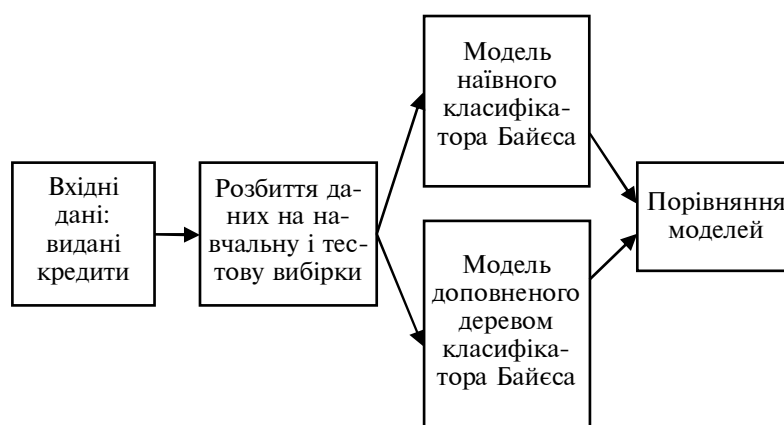 Вхідні
дані:
видані
кредити
Розбиття да-
них на на-
вчальну і тес-
тову вибірки
Модель
наївного
класифіка-
тора Байєса
Модель
доповненого
деревом
класифіка-
тора Байєса
Порівняння
моделей